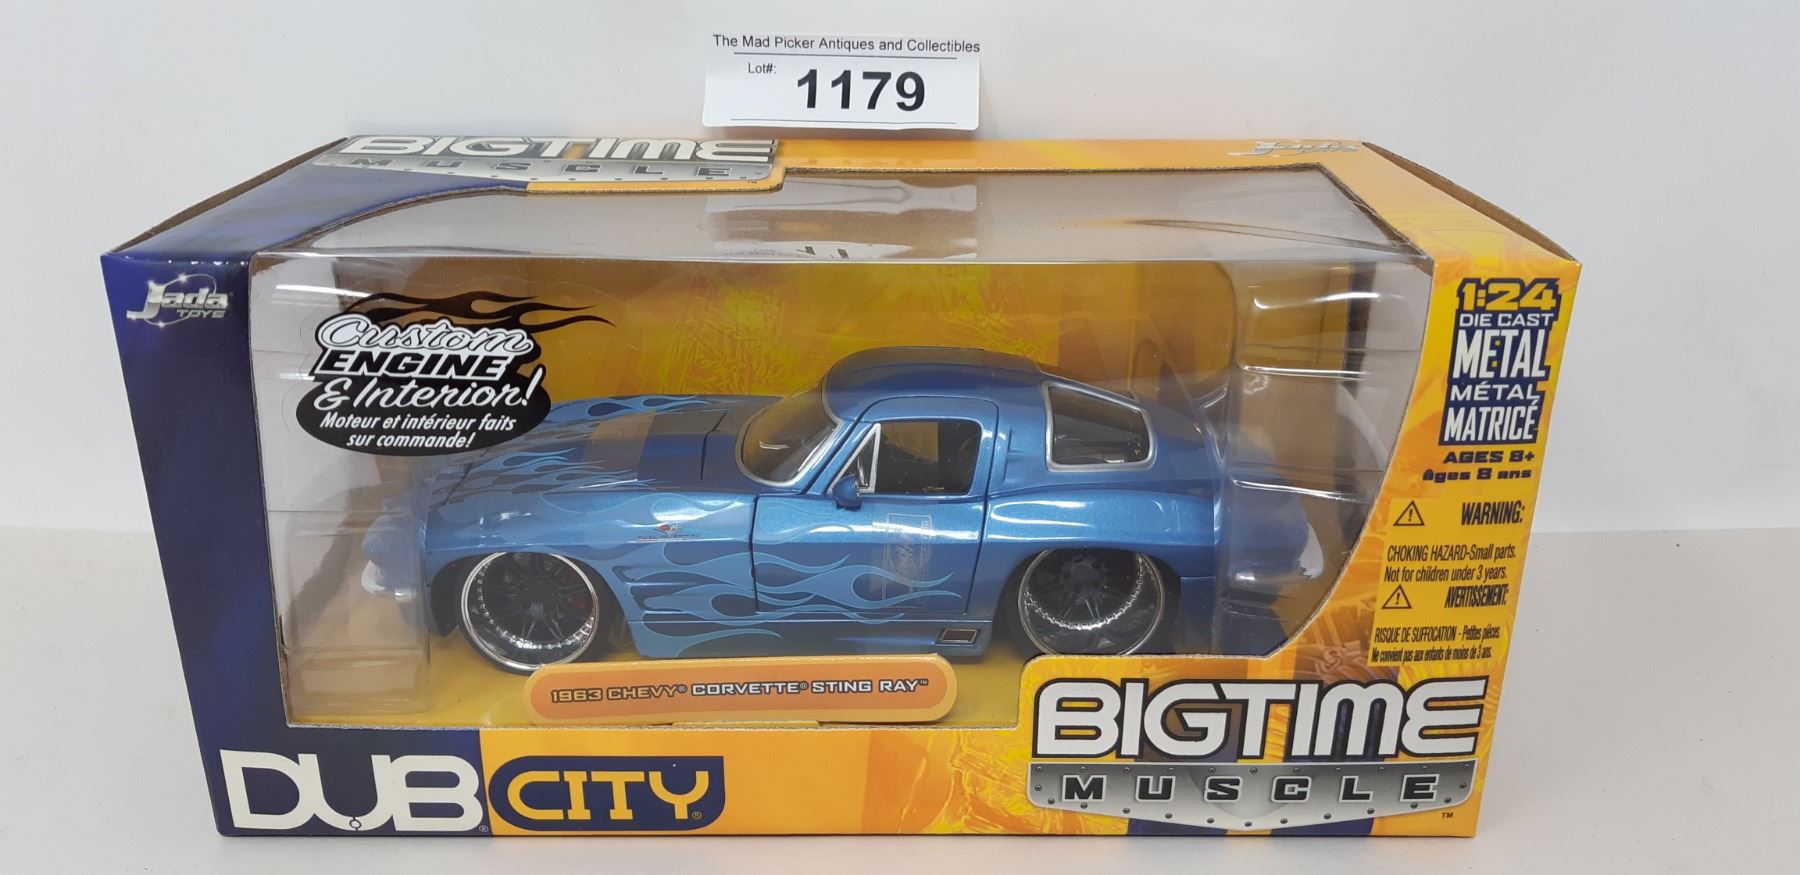 The Mad Picker Antiques and Collectibles
Lot#: 1179
BIGTIME
MUSCLE
Jada
Jada
TOYS
Custom
ENGINE
& Interior!
Moteur et intérieur faits
sur commande!
1:24
DIE CAST
METAL
MÉTAL
MATRICÉ
AGES 8+
Âges 8 ans
WARNING:
CHOKING HAZARD-Small parts.
Not for children under 3 years.
AVERTISSEMENT:
RISQUE DE SUFFOCATION - Petites pièces.
Ne convient pas aux enfants de moins de 3 ans.
1963 CHEVY® CORVETTE® STING RAY™
DUB CITY®
BIGTIME
MUSCLE™